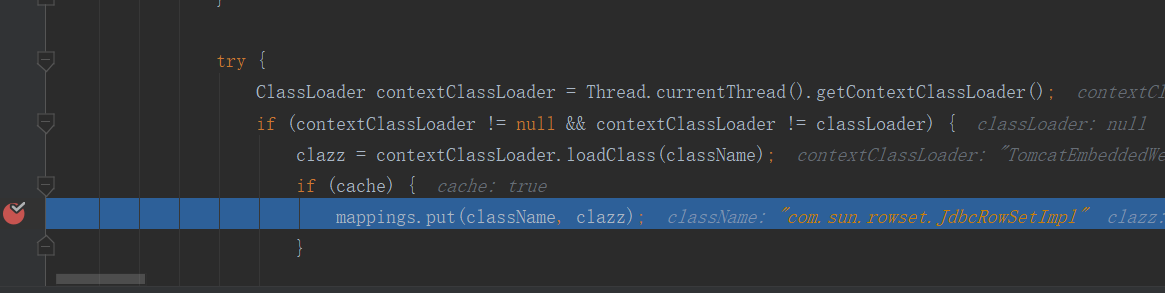 }
try {
ClassLoader contextClassLoader = Thread.currentThread().getContextClassLoader(); contextCl
if (contextClassLoader != null && contextClassLoader != classLoader) { classLoader: null
clazz = contextClassLoader.loadClass(className); contextClassLoader: "TomcatEmbeddedWe
if (cache) { cache: true
mappings.put(className, clazz); className: "com.sun.rowset.JdbcRowSetImpl" clazz:
}